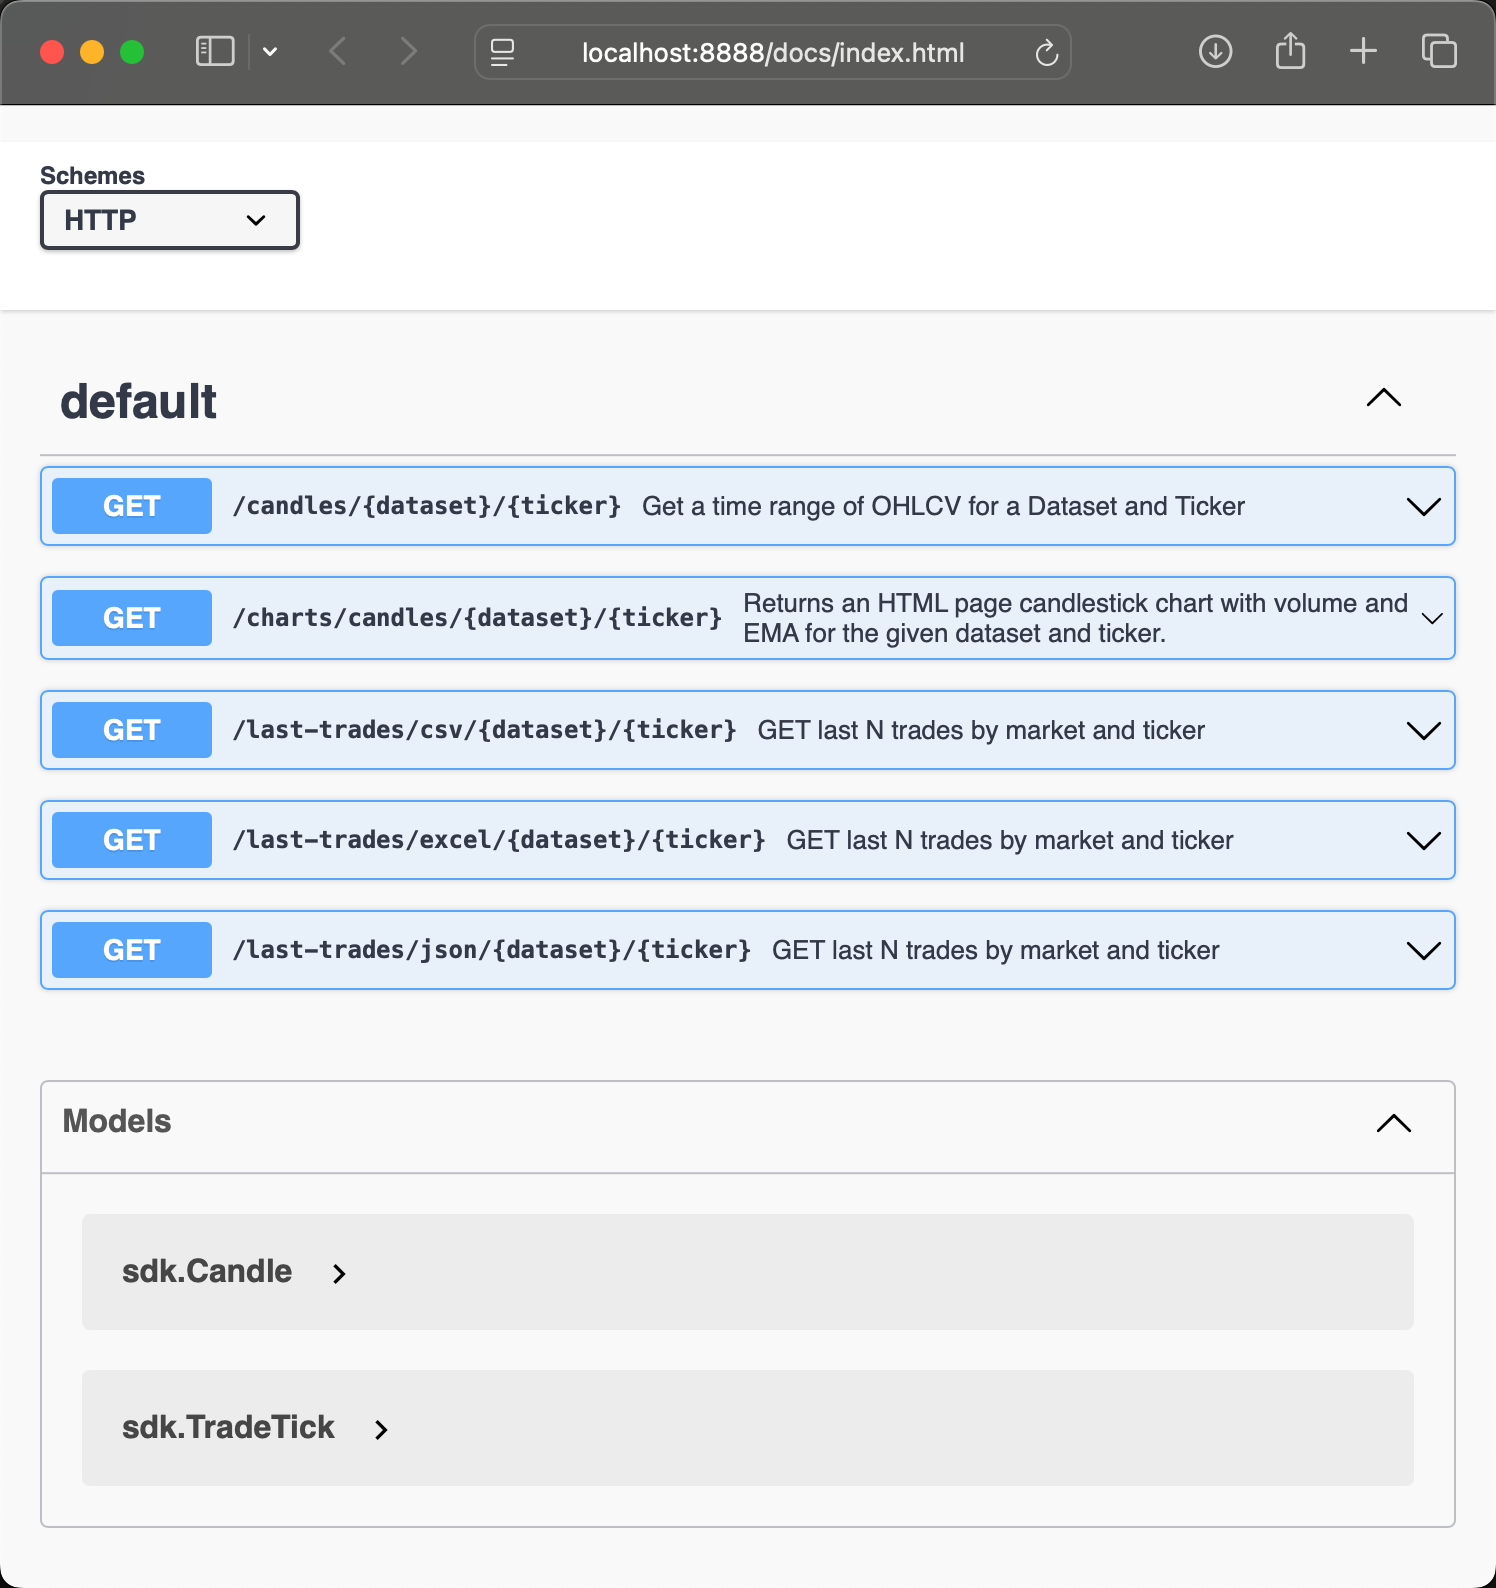 localhost:8888/docs/index.html
Schemes
HTTP
default
GET /candles/{dataset}/{ticker} Get a time range of OHLCV for a Dataset and Ticker
GET /charts/candles/{dataset}/{ticker} Returns an HTML page candlestick chart with volume and
EMA for the given dataset and ticker.
GET /last-trades/csv/{dataset}/{ticker} GET last N trades by market and ticker
GET /last-trades/excel/{dataset}/{ticker} GET last N trades by market and ticker
GET /last-trades/json/{dataset}/{ticker} GET last N trades by market and ticker
Models
sdk.Candle
sdk.TradeTick